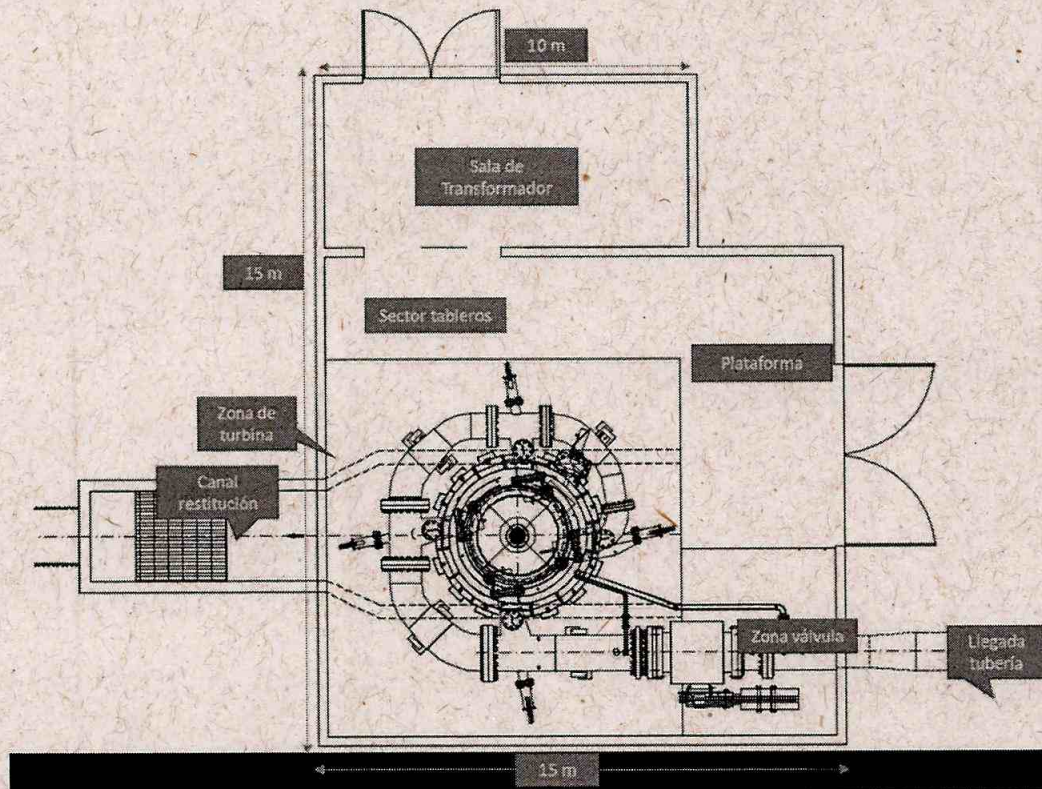 10 m
Sala de
Transformador
15 m
Sector tableros
Plataforma
Zona de
turbina
Canal
restitución
Zona válvula
Llegada
tubería
15 m